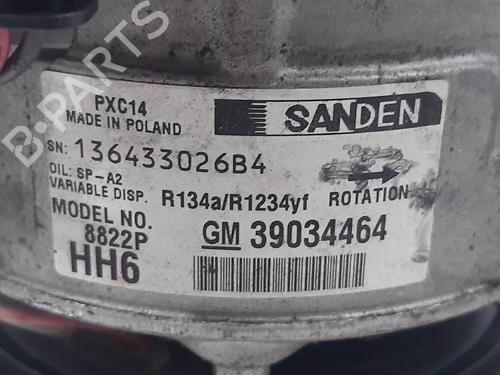 PXC14
MADE IN POLAND
SANDEN
SN: 136433026B4
OIL: SP-A2
VARIABLE DISP. R134a/R1234yf ROTATION
MODEL NO.
8822P
GM 39034464
HH6
B-PARTS